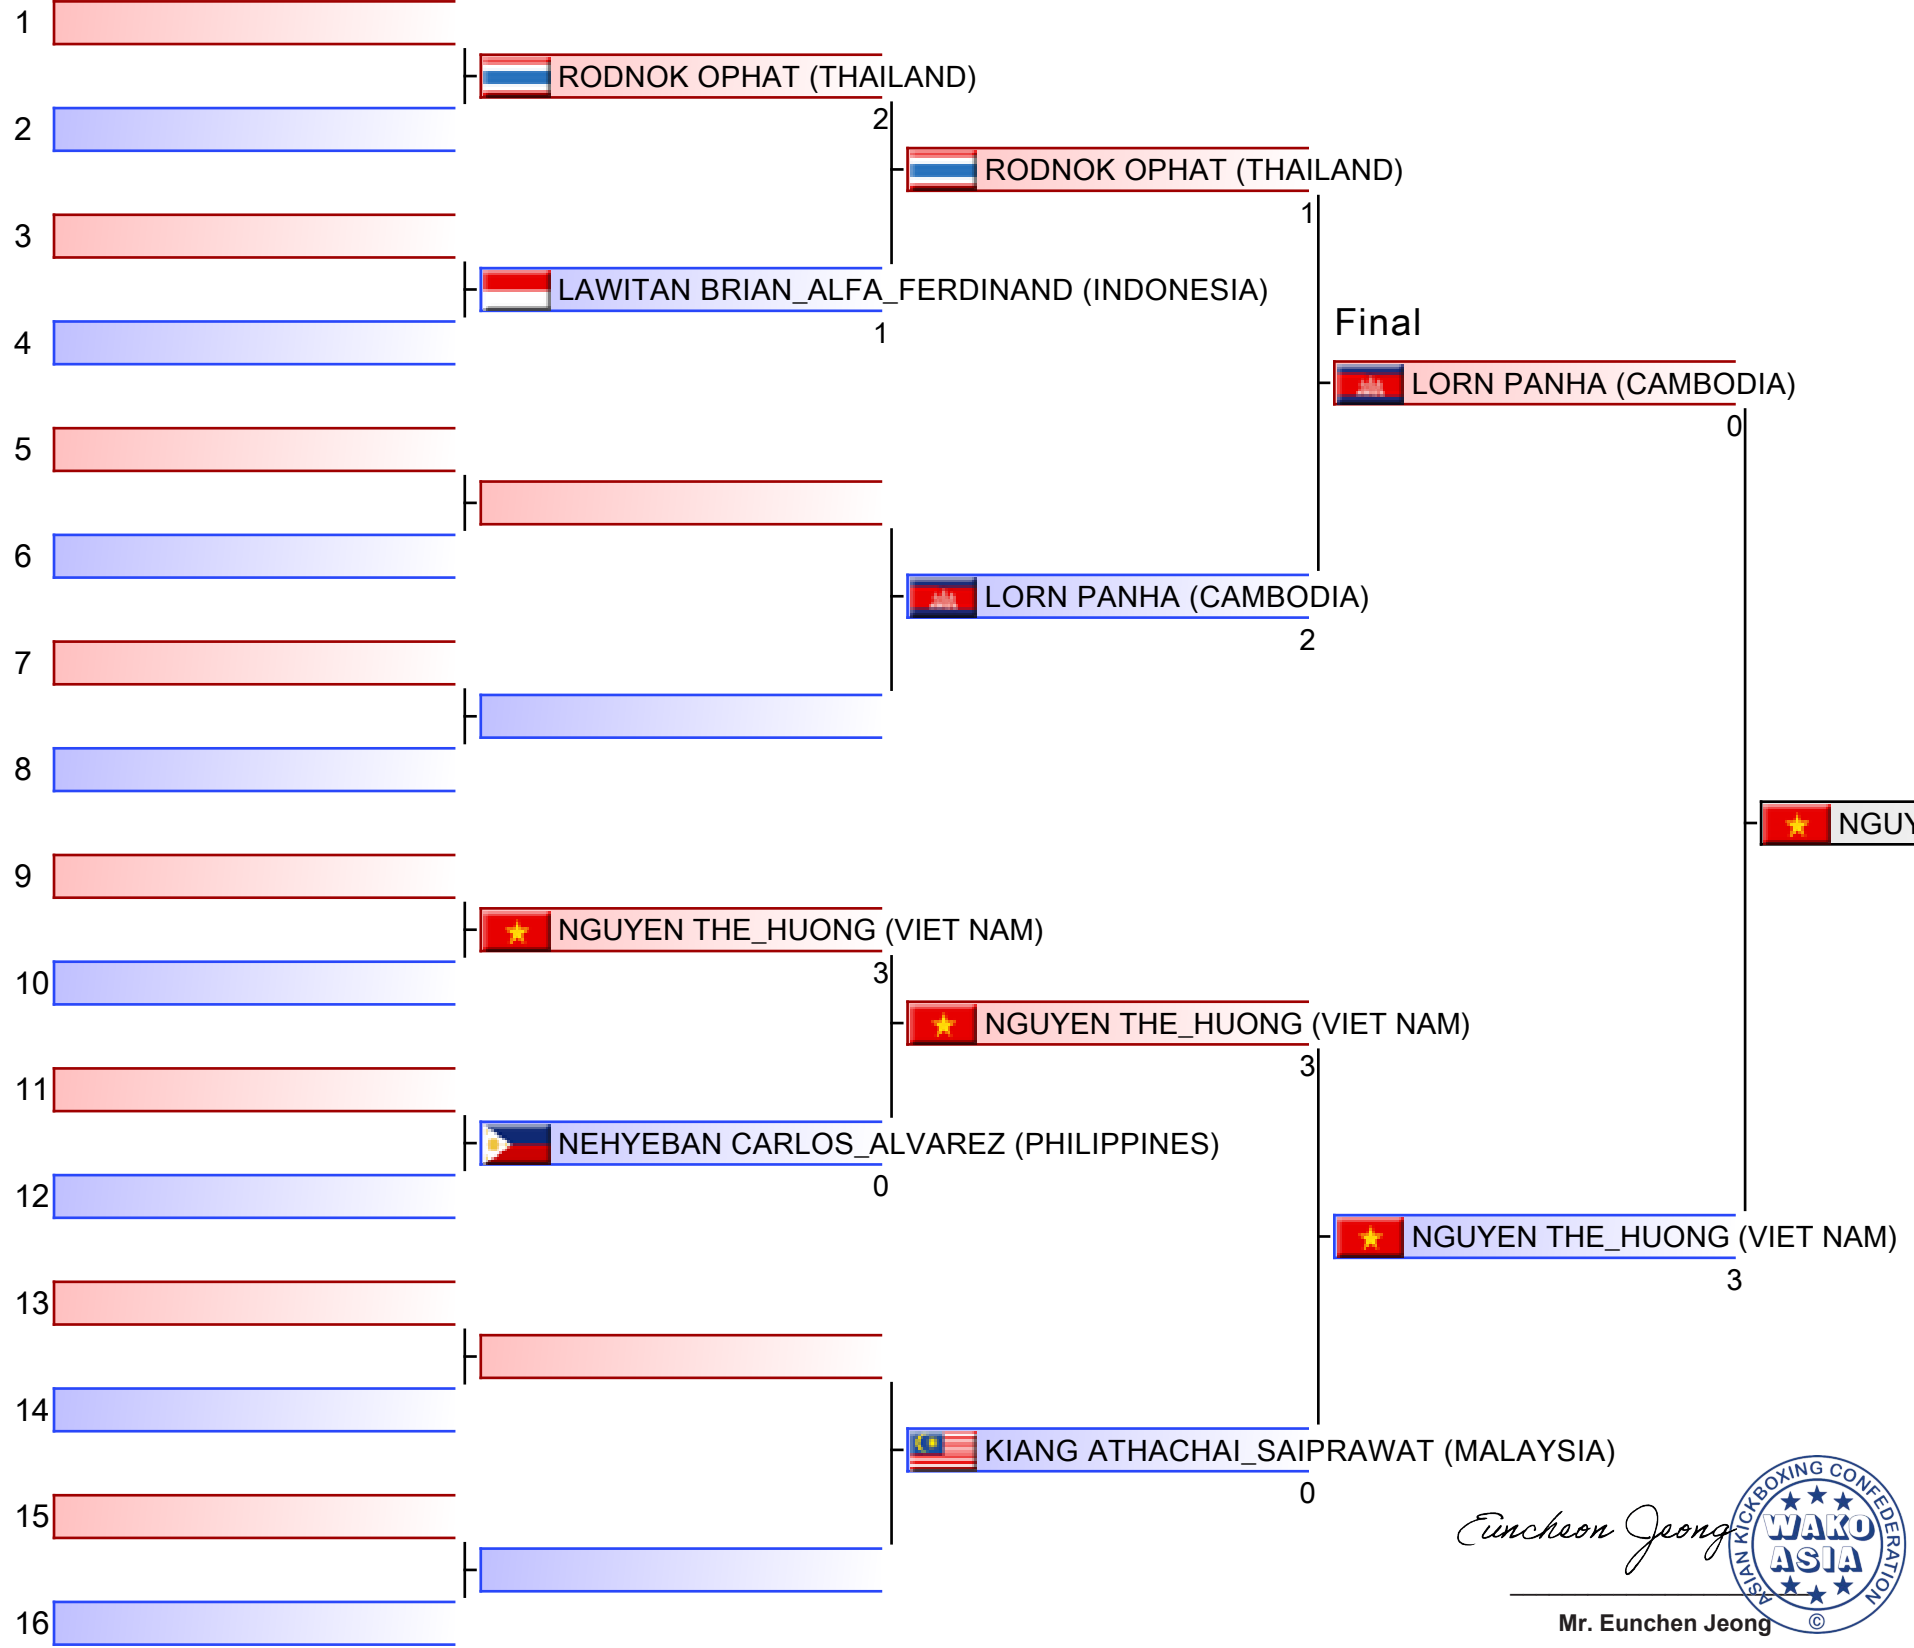 1
RODNOK OPHAT (THAILAND)
2
2
RODNOK OPHAT (THAILAND)
1
3
LAWITAN BRIAN_ALFA_FERDINAND (INDONESIA)
1
4
Final
LORN PANHA (CAMBODIA)
0
5
6
LORN PANHA (CAMBODIA)
2
7
8
NGUY
9
NGUYEN THE_HUONG (VIET NAM)
3
10
NGUYEN THE_HUONG (VIET NAM)
3
11
NEHYEBAN CARLOS_ALVAREZ (PHILIPPINES)
0
12
NGUYEN THE_HUONG (VIET NAM)
3
13
14
KIANG ATHACHAI_SAIPRAWAT (MALAYSIA)
0
15
16
Euncheon Jeong
Mr. Eunchen Jeong
ASIAN KICKBOXING CONFEDERATION
WAKO
ASIA
©